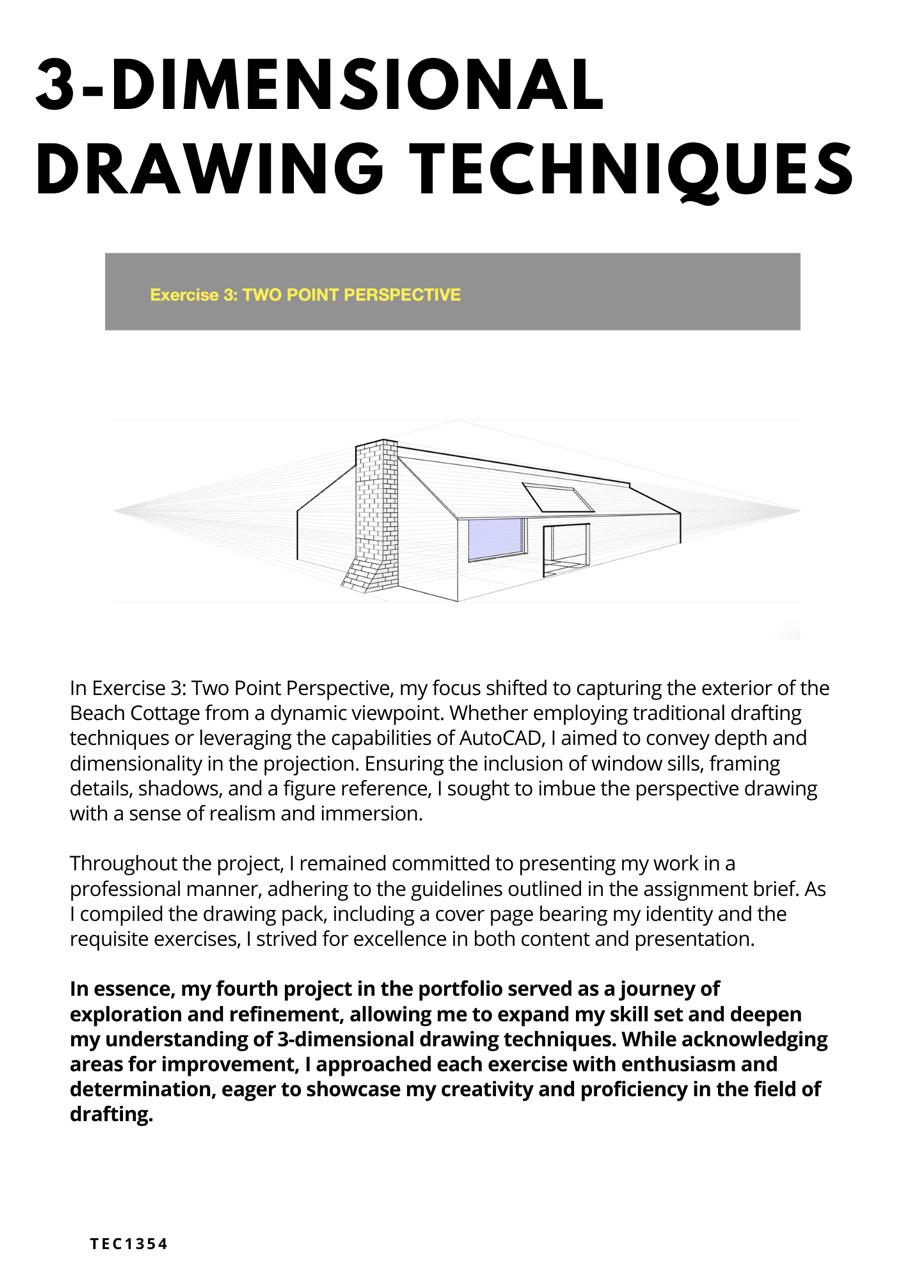 3-DIMENSIONAL
DRAWING TECHNIQUES
Exercise 3: TWO POINT PERSPECTIVE
In Exercise 3: Two Point Perspective, my focus shifted to capturing the exterior of the
Beach Cottage from a dynamic viewpoint. Whether employing traditional drafting
techniques or leveraging the capabilities of AutoCAD, I aimed to convey depth and
dimensionality in the projection. Ensuring the inclusion of window sills, framing
details, shadows, and a figure reference, I sought to imbue the perspective drawing
with a sense of realism and immersion.
Throughout the project, I remained committed to presenting my work in a
professional manner, adhering to the guidelines outlined in the assignment brief. As
I compiled the drawing pack, including a cover page bearing my identity and the
requisite exercises, I strived for excellence in both content and presentation.
In essence, my fourth project in the portfolio served as a journey of
exploration and refinement, allowing me to expand my skill set and deepen
my understanding of 3-dimensional drawing techniques. While acknowledging
areas for improvement, I approached each exercise with enthusiasm and
determination, eager to showcase my creativity and proficiency in the field of
drafting.
TEC1354